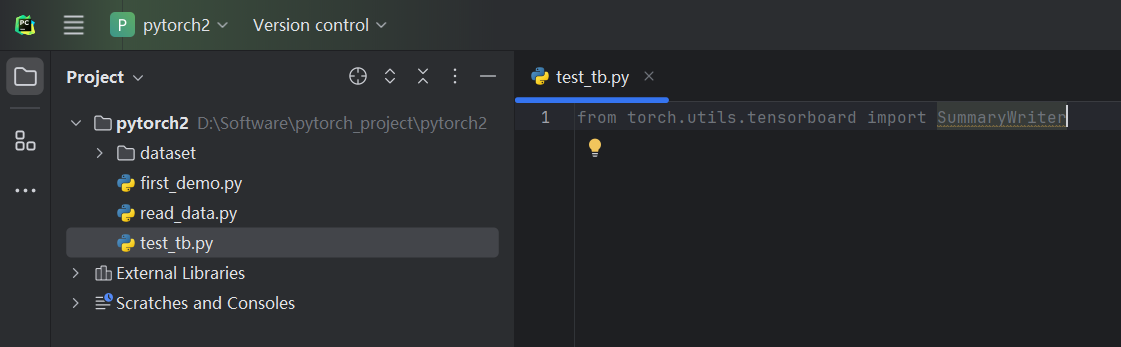 PC
P pytorch2 Version control
Project
pytorch2 D:\Software\pytorch_project\pytorch2
dataset
first_demo.py
read_data.py
test_tb.py
External Libraries
Scratches and Consoles
test_tb.py
1 from torch.utils.tensorboard import SummaryWriter